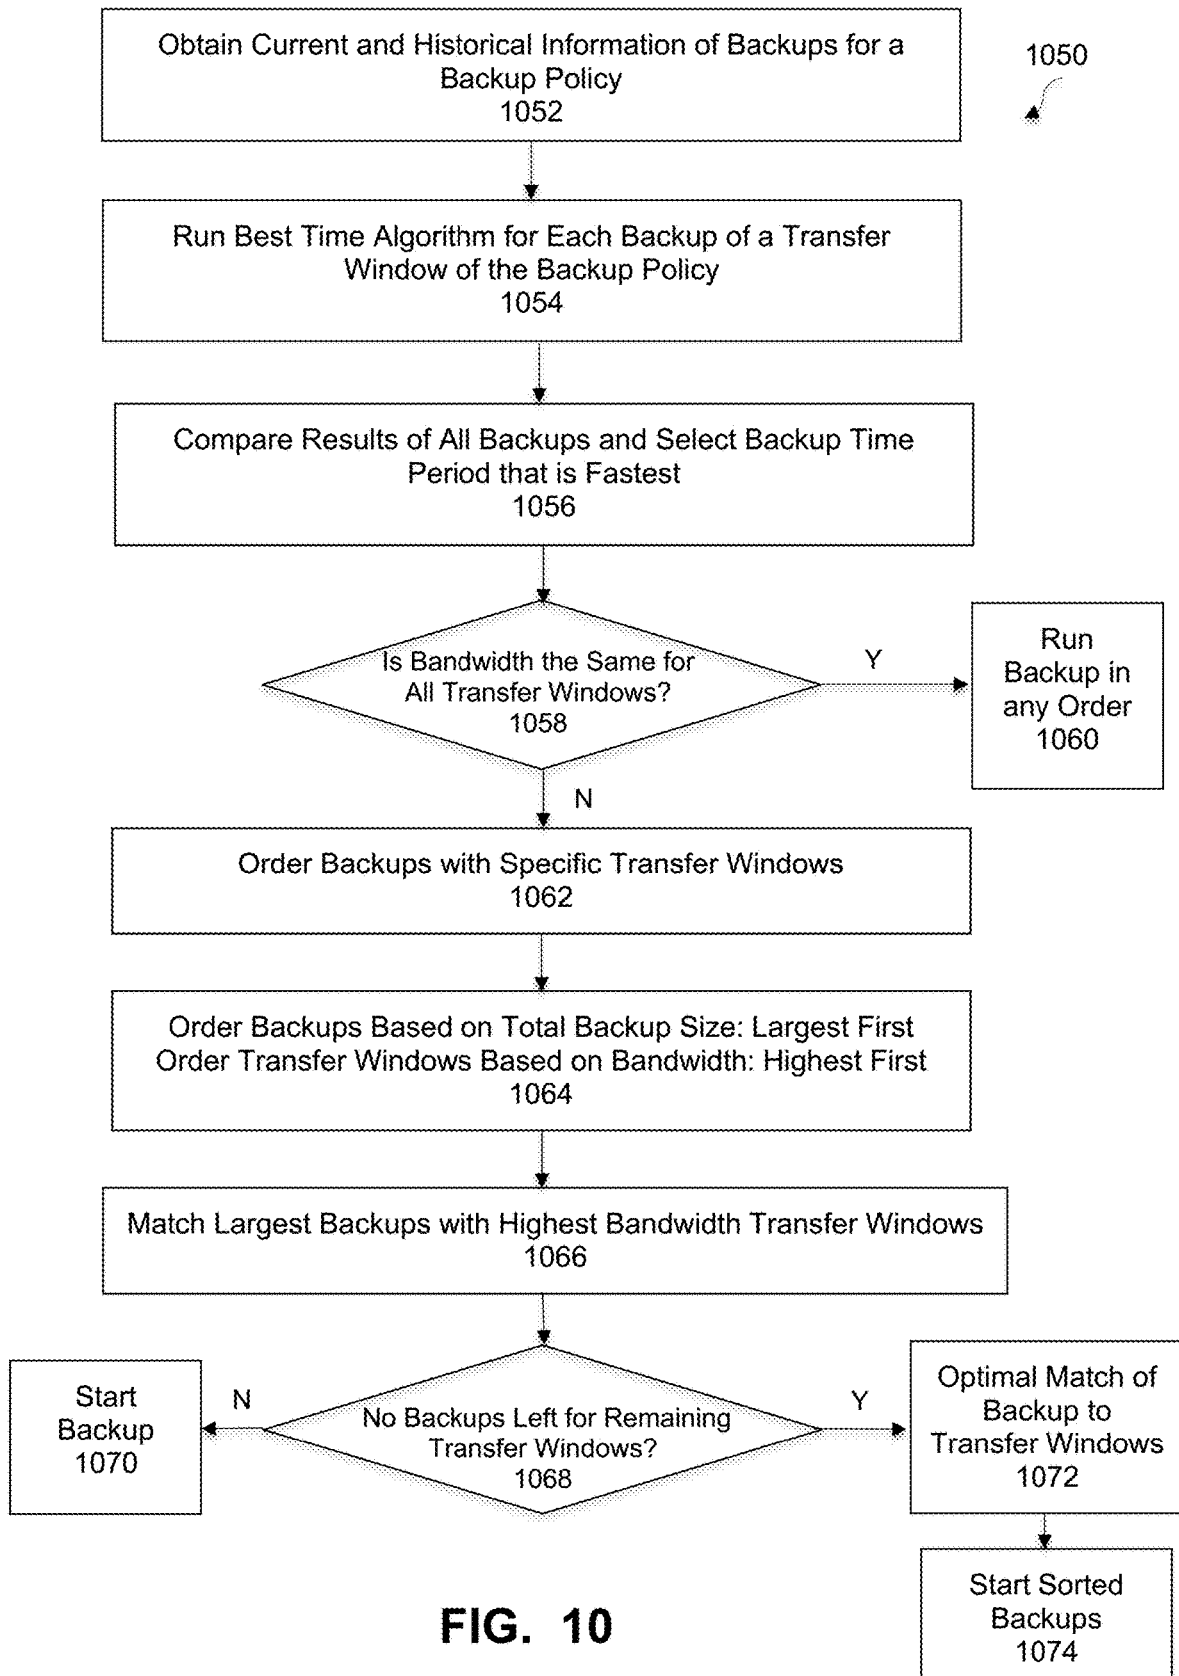 Obtain Current and Historical Information of Backups for a
Backup Policy
1052
1050
Run Best Time Algorithm for Each Backup of a Transfer
Window of the Backup Policy
1054
Compare Results of All Backups and Select Backup Time
Period that is Fastest
1056
Is Bandwidth the Same for
All Transfer Windows?
1058
Y
Run
Backup in
any Order
1060
N
Order Backups with Specific Transfer Windows
1062
Order Backups Based on Total Backup Size: Largest First
Order Transfer Windows Based on Bandwidth: Highest First
1064
Match Largest Backups with Highest Bandwidth Transfer Windows
1066
Start
Backup
1070
N
No Backups Left for Remaining
Transfer Windows?
1068
Y
Optimal Match of
Backup to
Transfer Windows
1072
Start Sorted
Backups
1074
FIG. 10